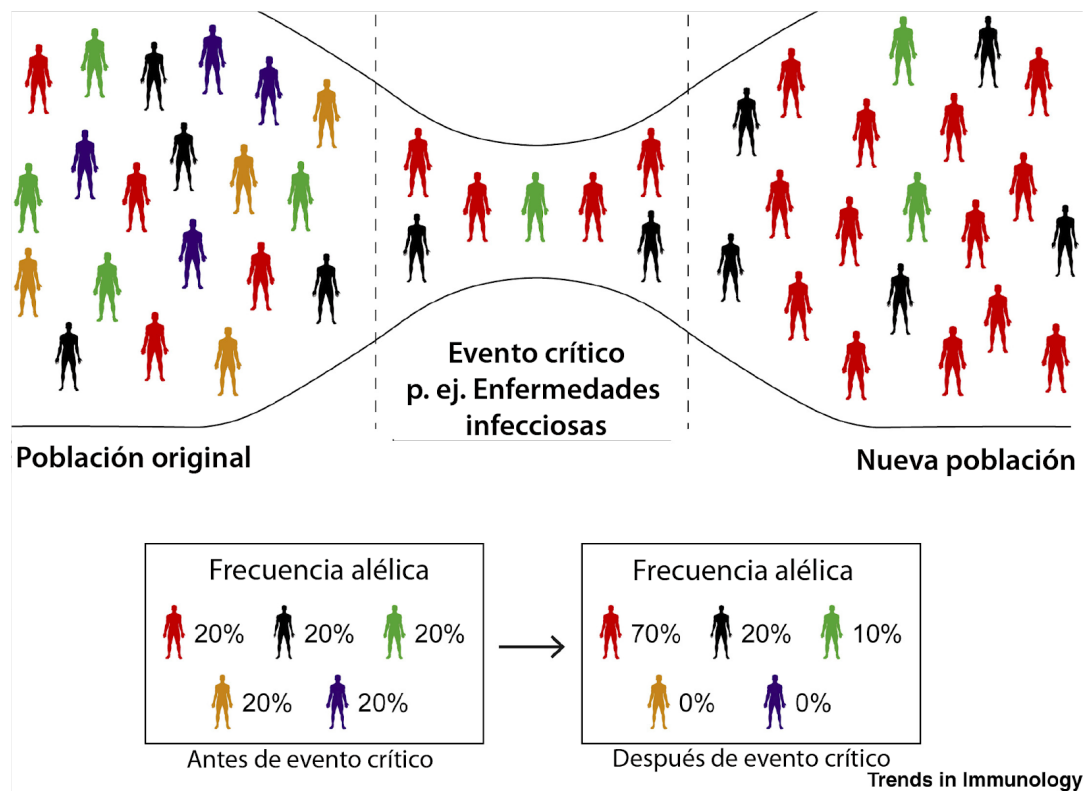 Evento crítico
p. ej. Enfermedades
infecciosas
Población original
Nueva población
Frecuencia alélica
20% 20% 20%
20% 20%
Antes de evento crítico
Frecuencia alélica
70% 20% 10%
0% 0%
Después de evento crítico
Trends in Immunology